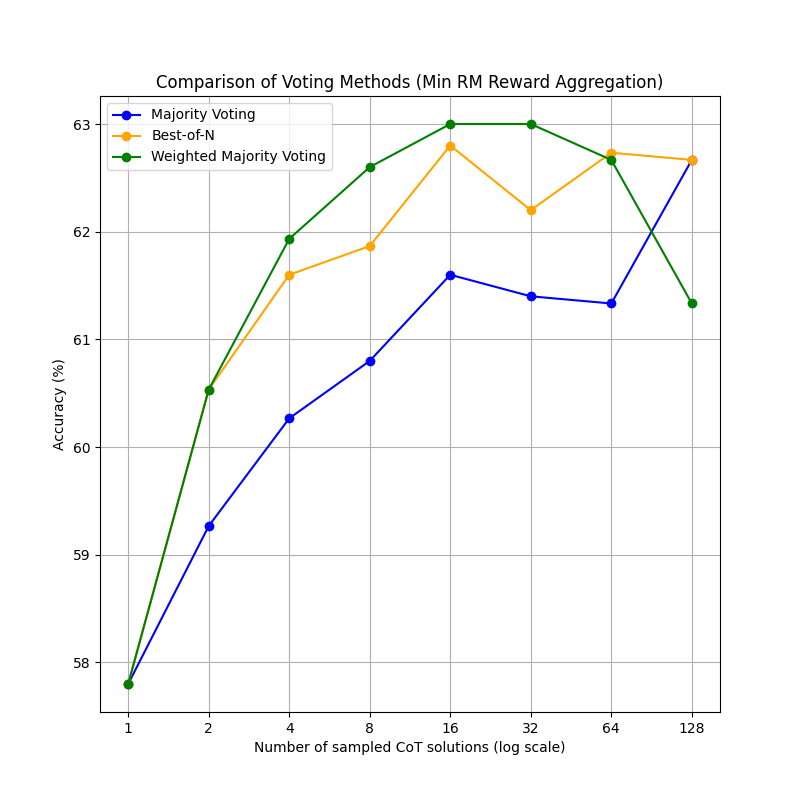 Comparison of Voting Methods (Min RM Reward Aggregation)
Majority Voting
Best-of-N
Weighted Majority Voting
63
62
61
60
59
58
Accuracy (%)
1 2 4 8 16 32 64 128
Number of sampled CoT solutions (log scale)